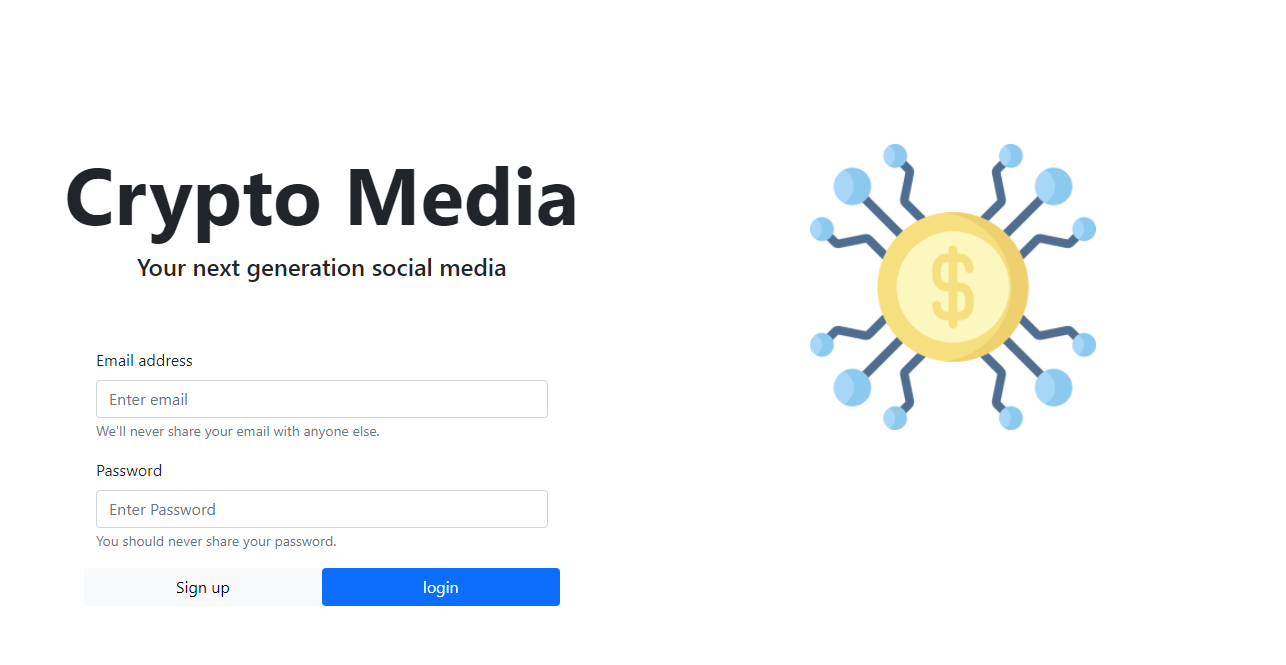 Crypto Media
Your next generation social media
Email address
Enter email
We'll never share your email with anyone else.
Password
Enter Password
You should never share your password.
Sign up
login
$